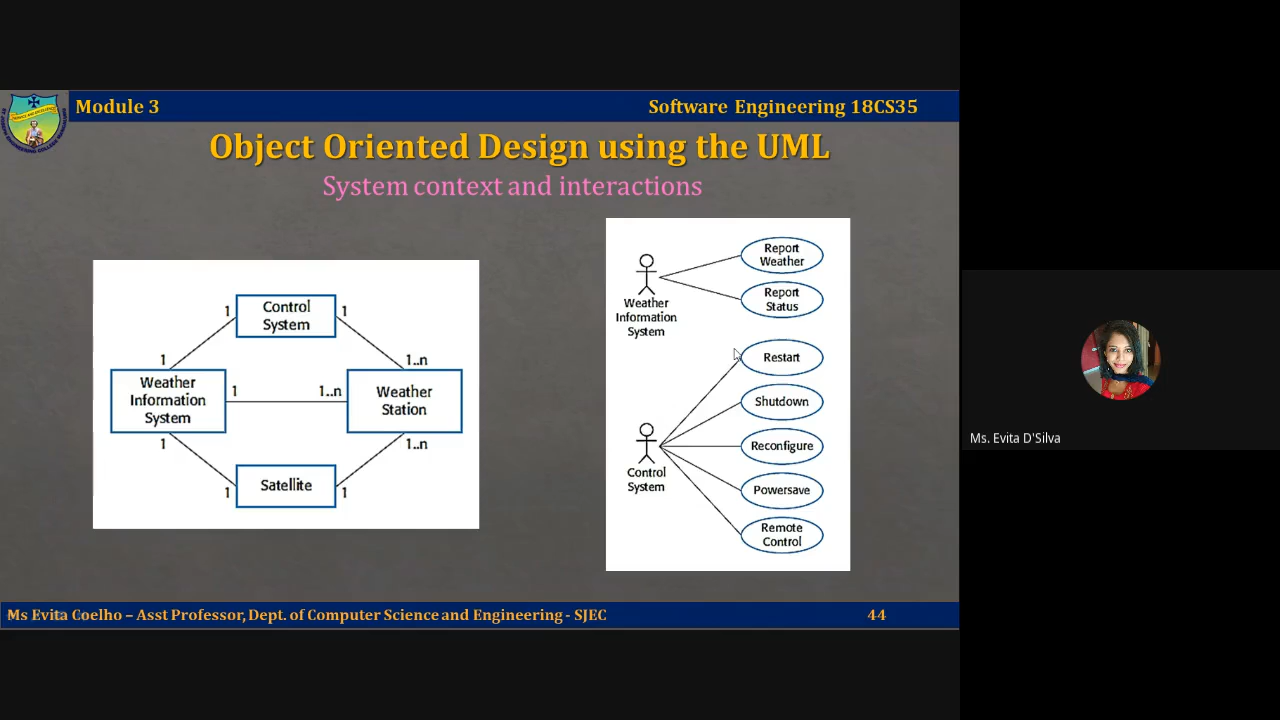 Module 3
Software Engineering 18CS35
Object Oriented Design using the UML
System context and interactions
Control
System
1
1
1
1..n
Weather
Information
System
1
1..n
Weather
Station
1
1..n
Satellite
1
1
Weather
Information
System
Report
Weather
Report
Status
Control
System
Restart
Shutdown
Reconfigure
Powersave
Remote
Control
Ms Evita Coelho – Asst Professor, Dept. of Computer Science and Engineering - SJEC
44
Ms. Evita D'Silva